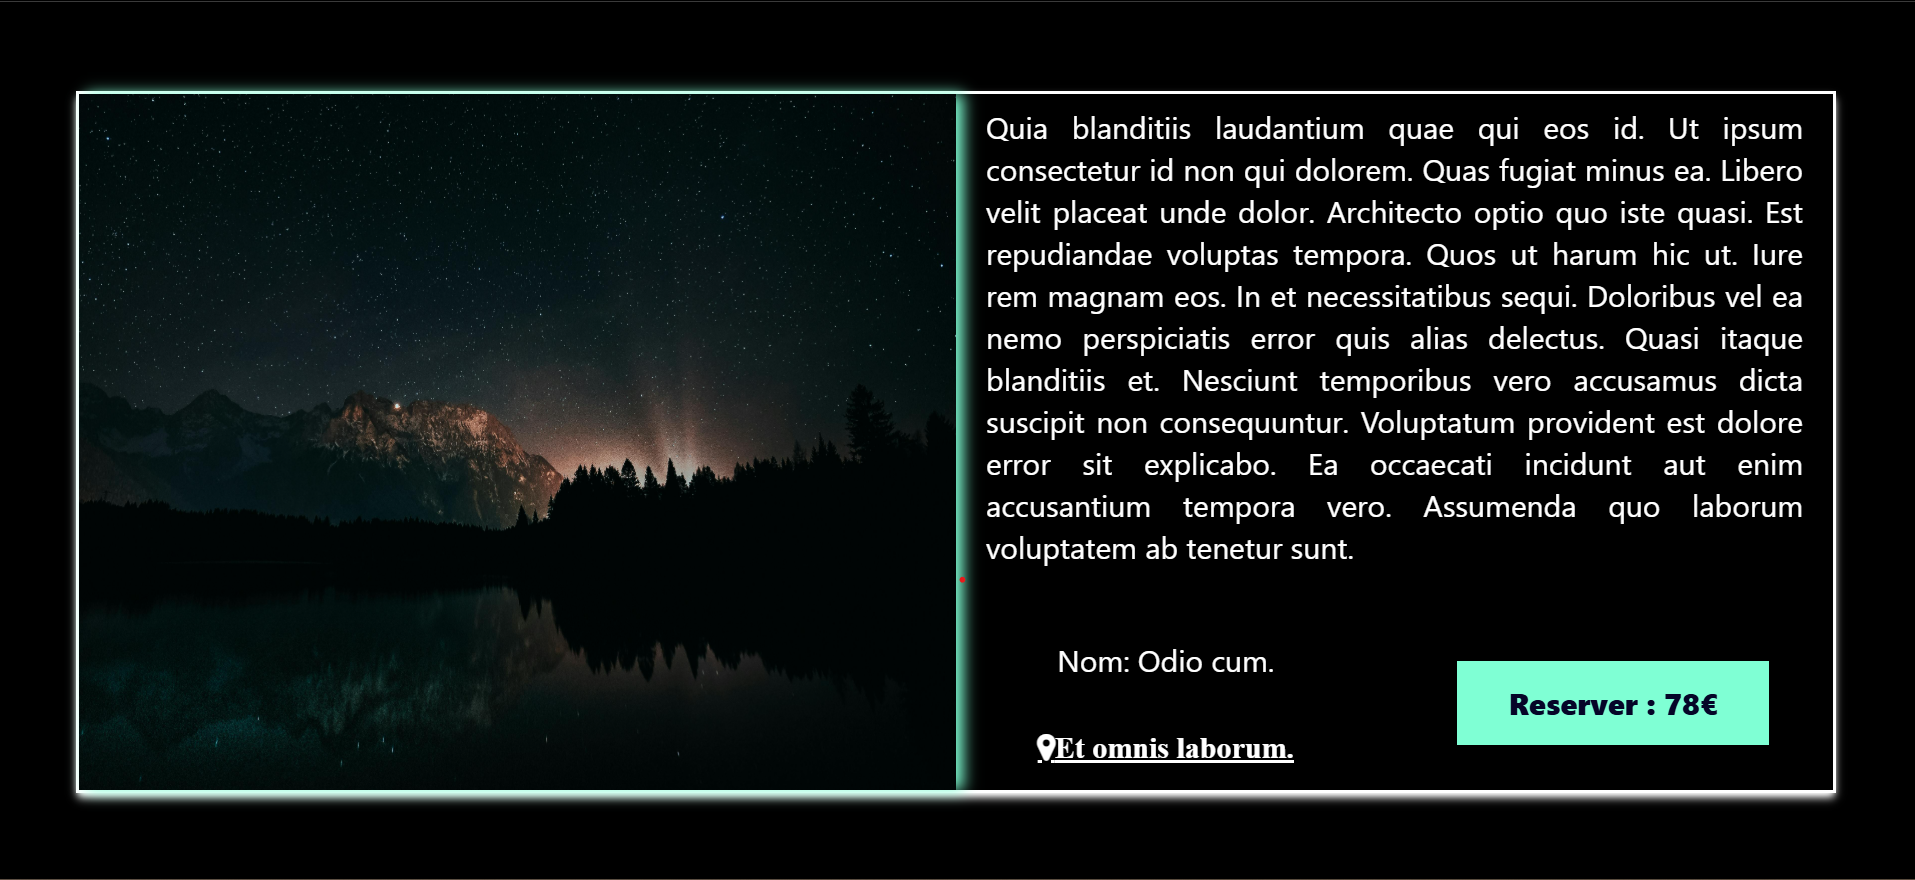 Quia blanditiis laudantium quae qui eos id. Ut ipsum
consectetur id non qui dolorem. Quas fugiat minus ea. Libero
velit placeat unde dolor. Architecto optio quo iste quasi. Est
repudiandae voluptas tempora. Quos ut harum hic ut. Iure
rem magnam eos. In et necessitatibus sequi. Doloribus vel ea
nemo perspiciatis error quis alias delectus. Quasi itaque
blanditiis et. Nesciunt temporibus vero accusamus dicta
suscipit non consequuntur. Voluptatum provident est dolore
error sit explicabo. Ea occaecati incidunt aut enim
accusantium tempora vero. Assumenda quo laborum
voluptatem ab tenetur sunt.
Nom: Odio cum.
Reserver : 78€
Et omnis laborum.